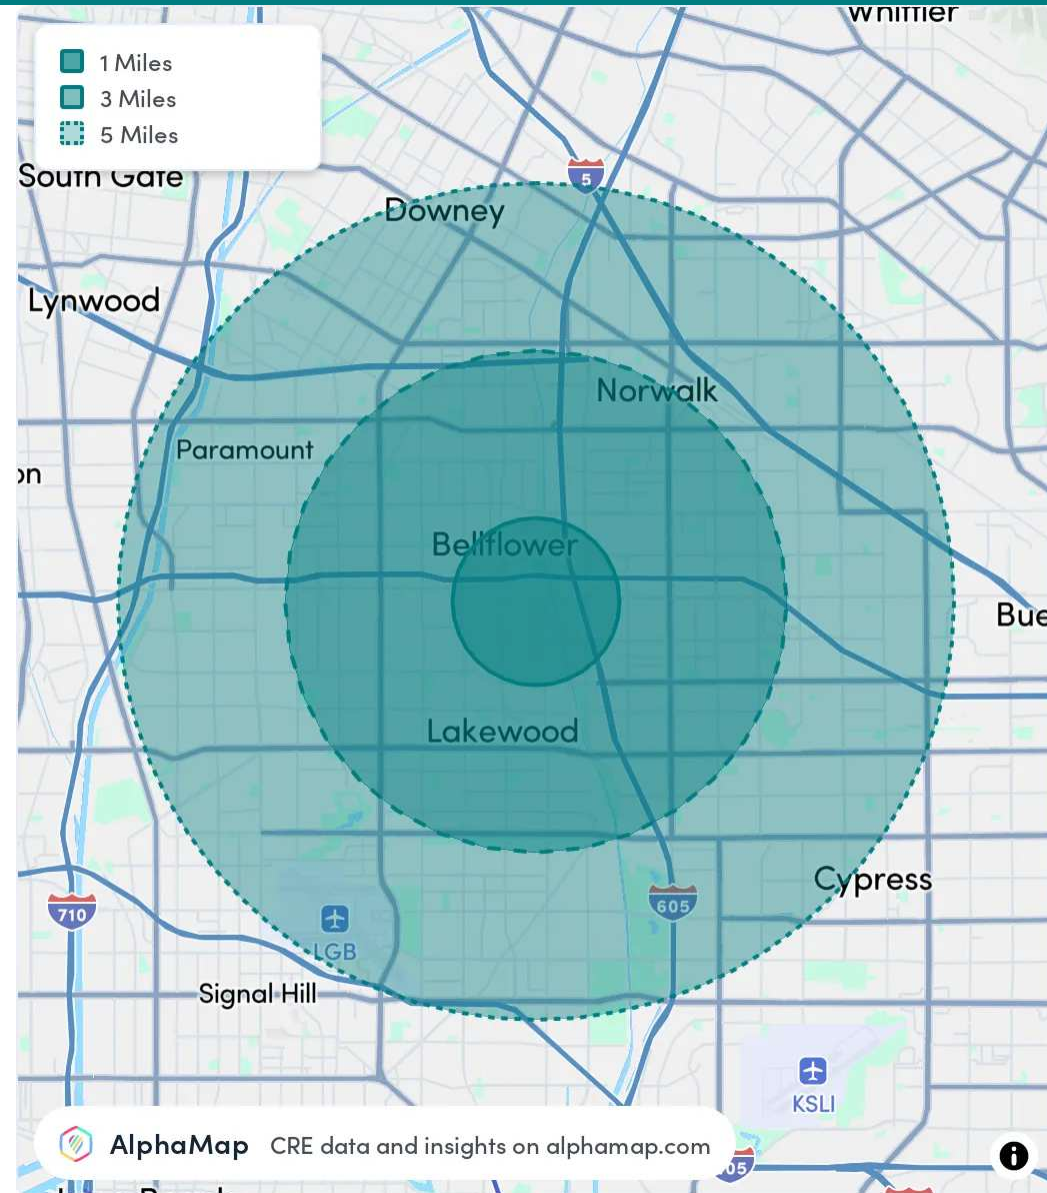 Whittier
1 Miles
3 Miles
5 Miles
South Gate
5
Downey
Lynwood
Norwalk
Paramount
on
Bellflower
Bue
Lakewood
Cypress
710
605
LGB
Signal Hill
KSLI
AlphaMap CRE data and insights on alphamap.com
05